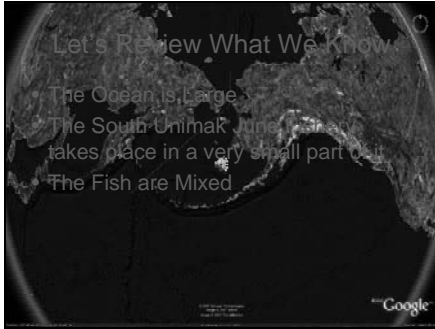 Let's Review What We Know
• The Ocean is Large
• The South Unimak June Fishery
takes place in a very small part of it
• The Fish are Mixed
Google